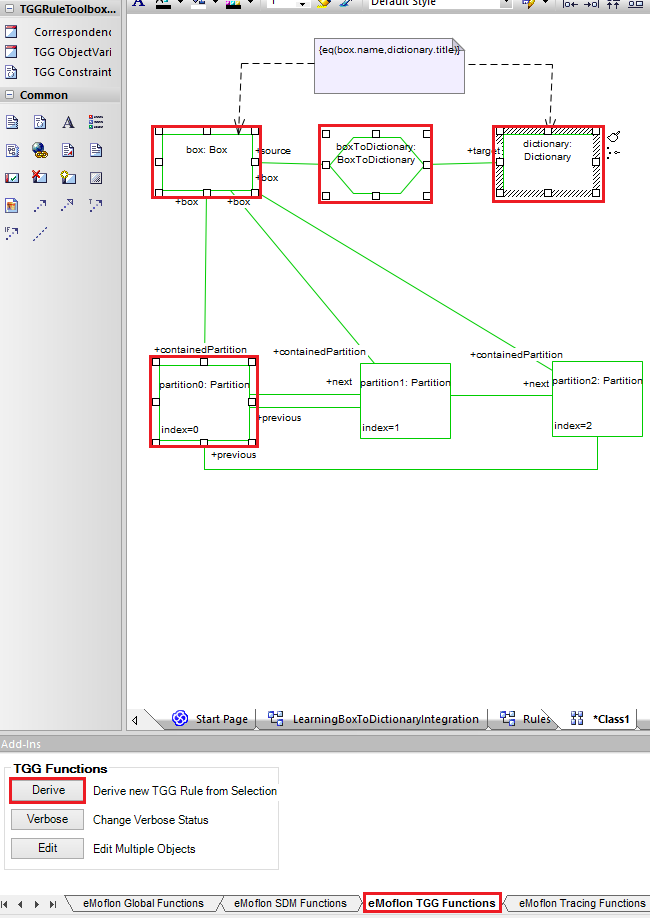 TGGRuleToolbox...
Default Style
Correspondenc
TGG ObjectVari
TGG Constraint
Common
{eq(box.name,dictionary.title)}
box: Box
+source
boxToDictionary:
BoxToDictionary
+target
dictionary:
Dictionary
+box
+box
+box
+containedPartition
+containedPartition
+containedPartition
partition0: Partition
+next
partition1: Partition
+next
partition2: Partition
index=0
+previous
index=1
index=2
+previous
Start Page
LearningBoxToDictionaryIntegration
Rules
*Class1
Add-Ins
TGG Functions
Derive
Derive new TGG Rule from Selection
Verbose
Change Verbose Status
Edit
Edit Multiple Objects
eMoflon Global Functions
eMoflon SDM Functions
eMoflon TGG Functions
eMoflon Tracing Functions